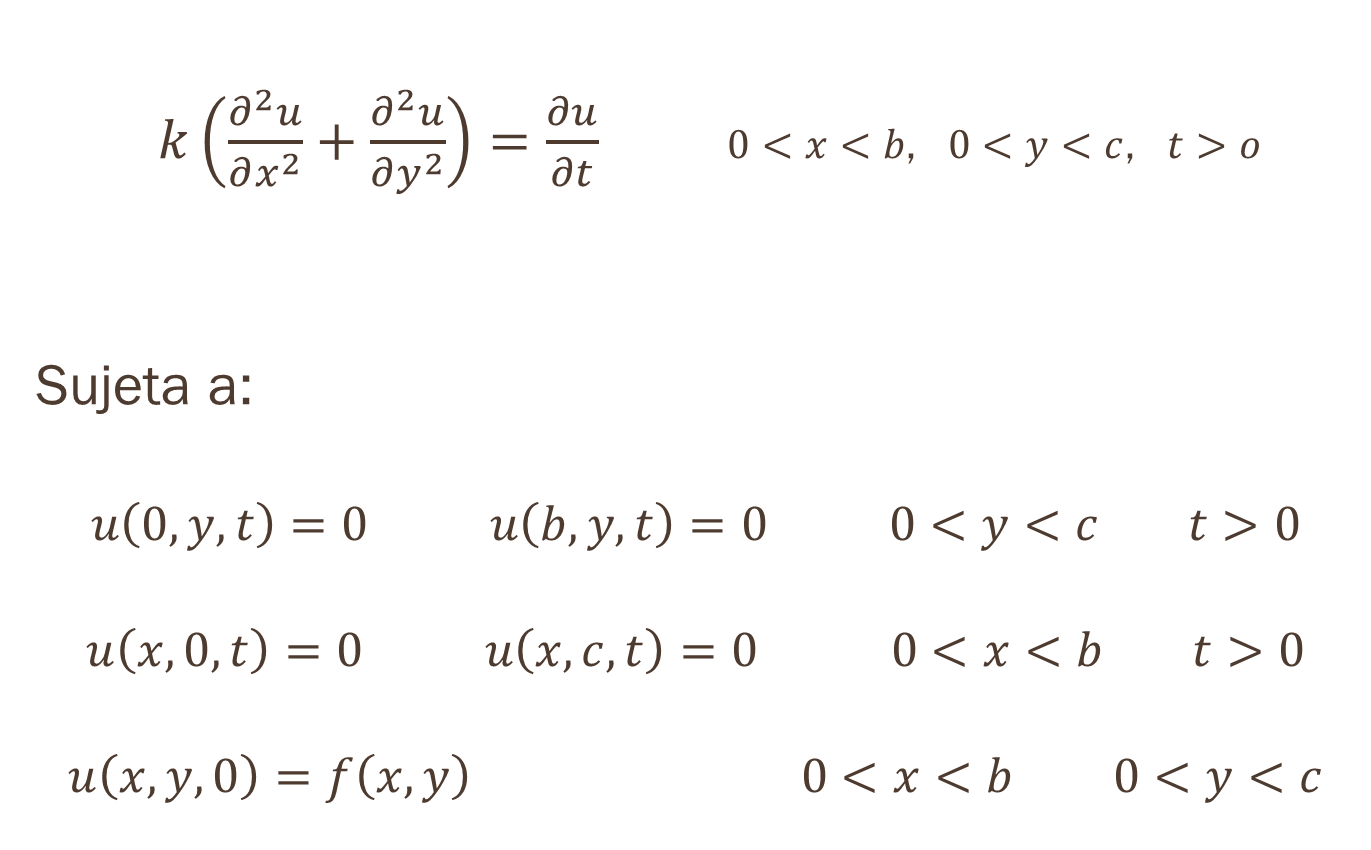 k(∂²u/∂x² + ∂²u/∂y²) = ∂u/∂t 0 < x < b, 0 < y < c, t > o
Sujeta a:
u(0, y, t) = 0 u(b, y, t) = 0 0 < y < c t > 0
u(x, 0, t) = 0 u(x, c, t) = 0 0 < x < b t > 0
u(x, y, 0) = f(x, y) 0 < x < b 0 < y < c